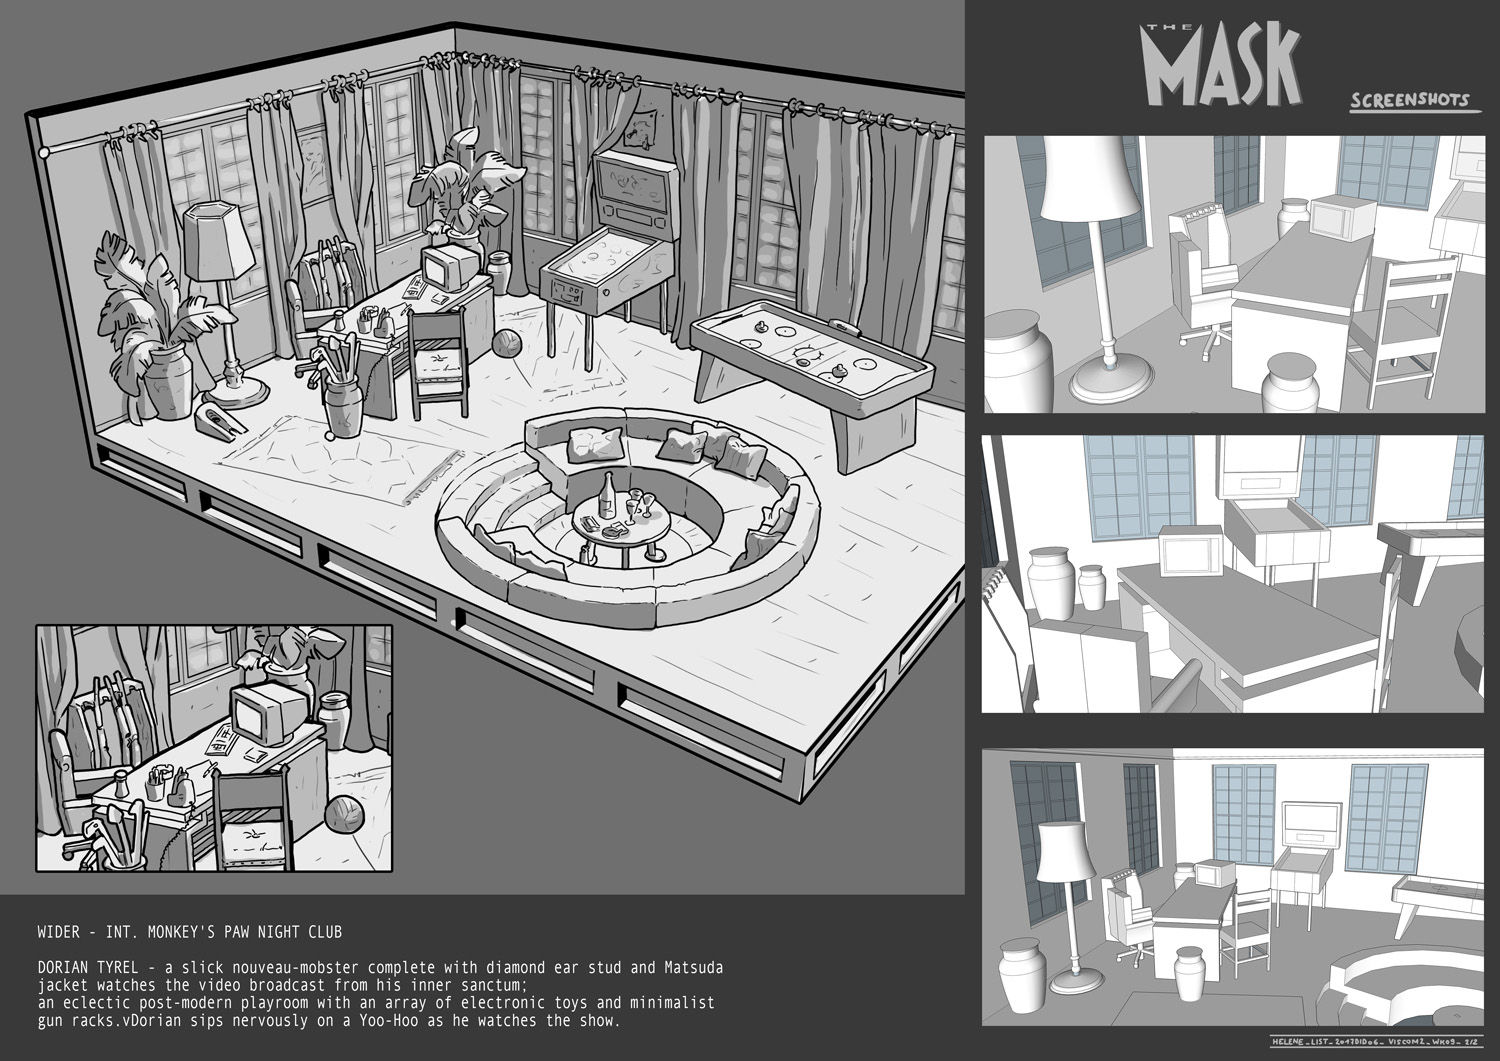 THE
MASK
SCREENSHOTS
WIDER - INT. MONKEY'S PAW NIGHT CLUB
DORIAN TYREL - a slick nouveau-mobster complete with diamond ear stud and Matsuda
jacket watches the video broadcast from his inner sanctum;
an eclectic post-modern playroom with an array of electronic toys and minimalist
gun racks.vDorian sips nervously on a Yoo-Hoo as he watches the show.
HELENE_LIST_2017DID06_VISCOM2_WK09_2/2